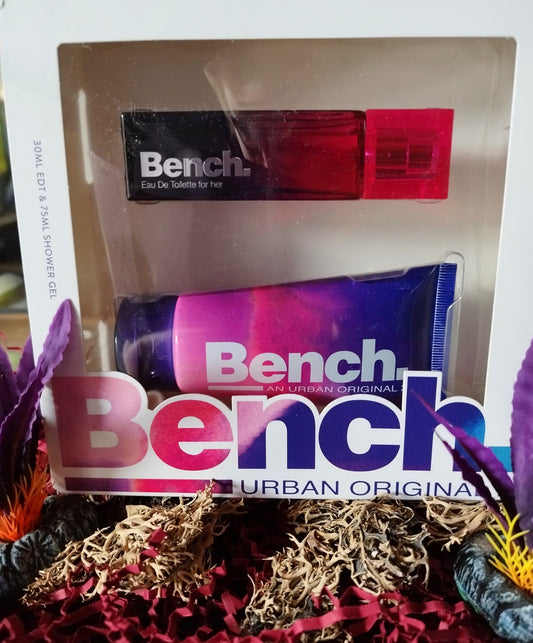 30ML EDT & 75ML SHOWER GEL
Bench.
Eau De Toilette for her
Bench.
AN URBAN ORIGINAL
Bench.
URBAN ORIGINAL